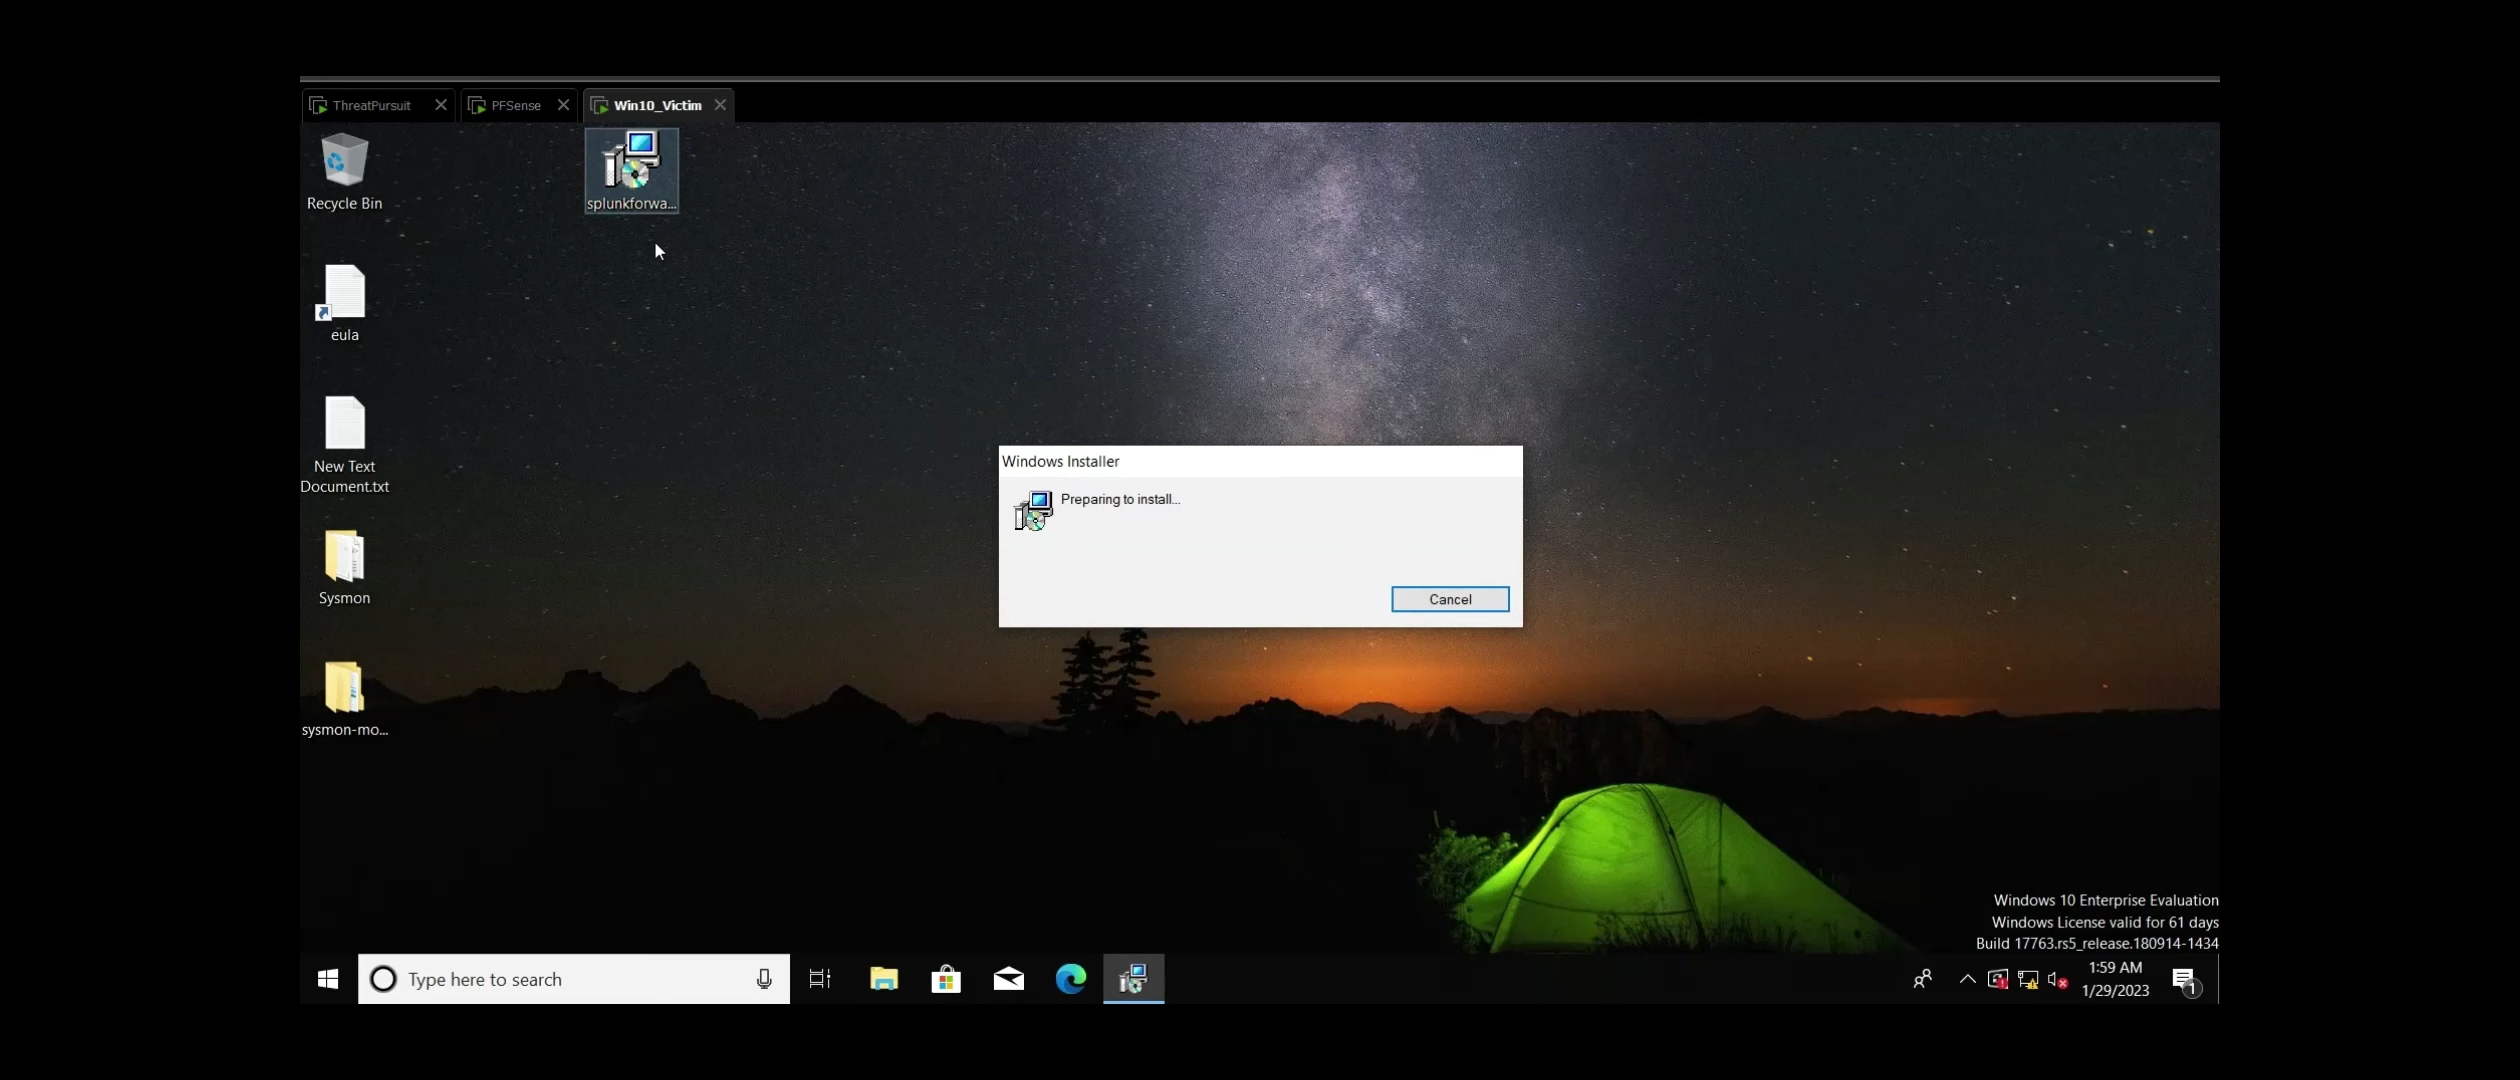 ThreatPursuit
PFSense
Win10_Victim
Recycle Bin
splunkforwa...
eula
New Text
Document.txt
Sysmon
sysmon-mo...
Windows Installer
Preparing to install...
Cancel
Windows 10 Enterprise Evaluation
Windows License valid for 61 days
Build 17763.rs5_release.180914-1434
Type here to search
1:59 AM
1/29/2023
1